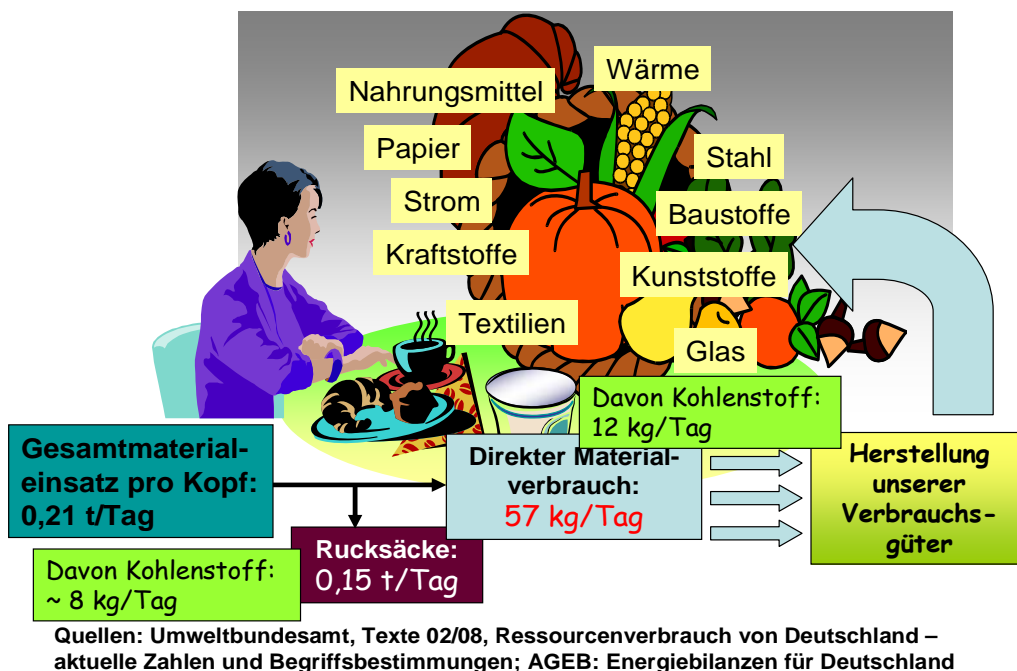 Wärme
Nahrungsmittel
Papier
Stahl
Strom
Baustoffe
Kraftstoffe
Kunststoffe
Textilien
Glas
Davon Kohlenstoff:
12 kg/Tag
Gesamtmaterial-
einsatz pro Kopf:
0,21 t/Tag
Direkter Material-
verbrauch:
57 kg/Tag
Herstellung
unserer
Verbrauchs-
güter
Rucksäcke:
0,15 t/Tag
Davon Kohlenstoff:
~ 8 kg/Tag
Quellen: Umweltbundesamt, Texte 02/08, Ressourcenverbrauch von Deutschland –
aktuelle Zahlen und Begriffsbestimmungen; AGEB: Energiebilanzen für Deutschland